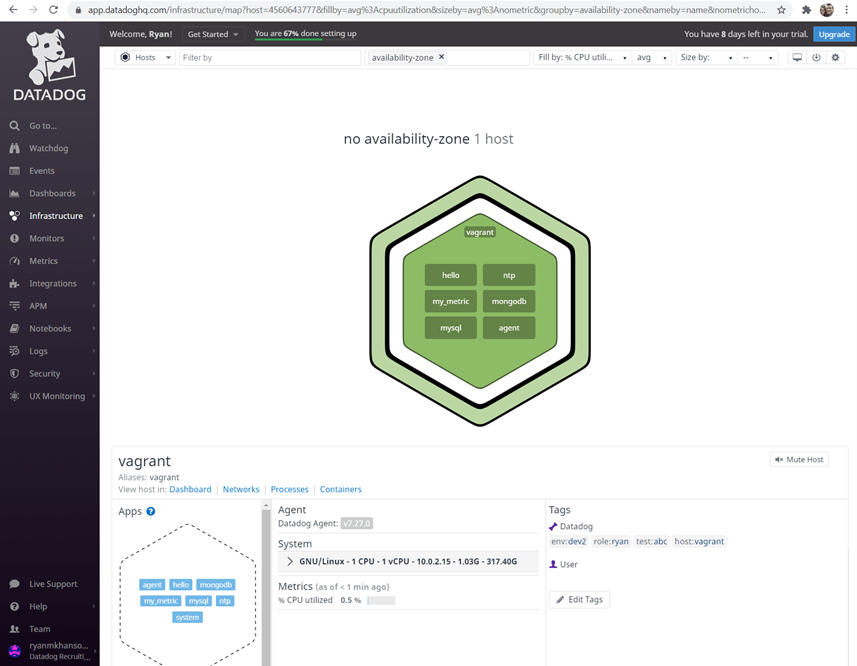 app.datadoghq.com/infrastructure/map?host=4560643777&fillby=avg%3Acpuutilization&sizeby=avg%3Anometric&groupby=availability-zone&nameby=name&nometricho...
DATADOG
Welcome, Ryan! Get Started You are 67% done setting up You have 8 days left in your trial. Upgrade
Hosts Filter by availability-zone ✕ Fill by: % CPU utili... avg Size by: --
Go to...
Watchdog
Events
Dashboards
Infrastructure
Monitors
Metrics
Integrations
APM
Notebooks
Logs
Security
UX Monitoring
Live Support
Help
Team
ryanmkhanso...
Datadog Recruiti...
no availability-zone 1 host
vagrant
hello ntp
my_metric mongodb
mysql agent
vagrant
Mute Host
Aliases: vagrant
View host in: Dashboard | Networks | Processes | Containers
Apps ?
agent hello mongodb
my_metric mysql ntp
system
Agent
Datadog Agent: v7.27.0
System
GNU/Linux - 1 CPU - 1 vCPU - 10.0.2.15 - 1.03G - 317.40G
Metrics (as of < 1 min ago)
% CPU utilized 0.5 %
Tags
Datadog
env:dev2 role:ryan test:abc host:vagrant
User
Edit Tags